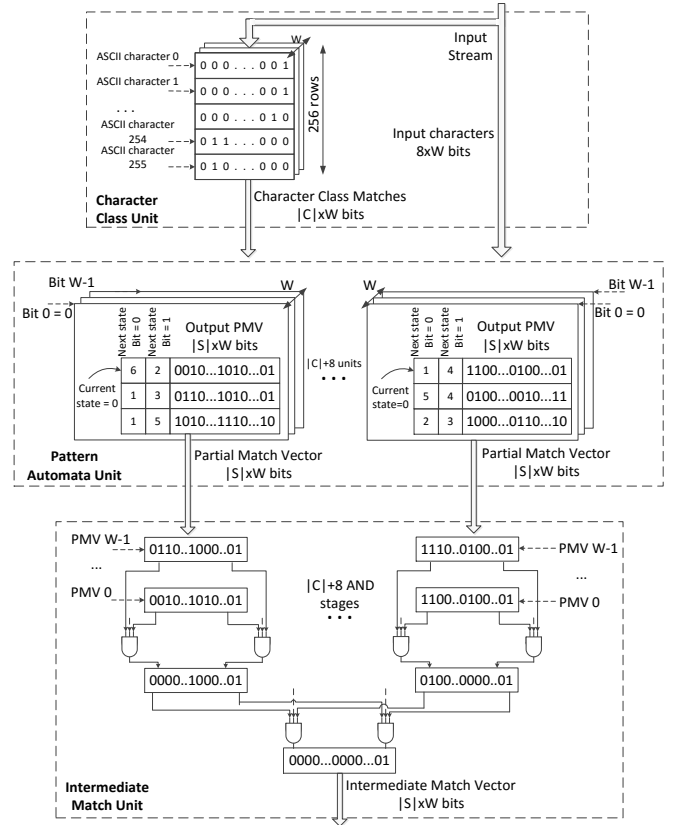 W
Input
Stream
ASCII character 0
0 0 0 . . . 0 0 1
ASCII character 1
0 0 0 . . . 0 0 1
. . .
0 0 0 . . . 0 1 0
ASCII character
254
0 1 1 . . . 0 0 0
ASCII character
255
0 1 0 . . . 0 0 0
256 rows
Input characters
8xW bits
Character Class Matches
|C|xW bits
Character
Class Unit
Bit W-1
W
W
Bit W-1
Bit 0 = 0
Bit 0 = 0
Next state
Bit = 0
Next state
Bit = 1
Output PMV
|S|xW bits
6 2 0010...1010...01
1 3 0110...1010...01
1 5 1010...1110...10
Current
state = 0
|C|+8 units
. . .
Next state
Bit = 0
Next state
Bit = 1
Output PMV
|S|xW bits
1 4 1100...0100...01
5 4 0100...0010...11
2 3 1000...0110...10
Current
state=0
Pattern
Automata Unit
Partial Match Vector
|S|xW bits
Partial Match Vector
|S|xW bits
PMV W-1
0110..1000..01
1110..0100..01
PMV W-1
...
...
PMV 0
0010..1010..01
|C|+8 AND
stages
. . .
1100..0100..01
PMV 0
0000..1000..01
0100..0000..01
0000..0000..01
Intermediate
Match Unit
Intermediate Match Vector
|S|xW bits